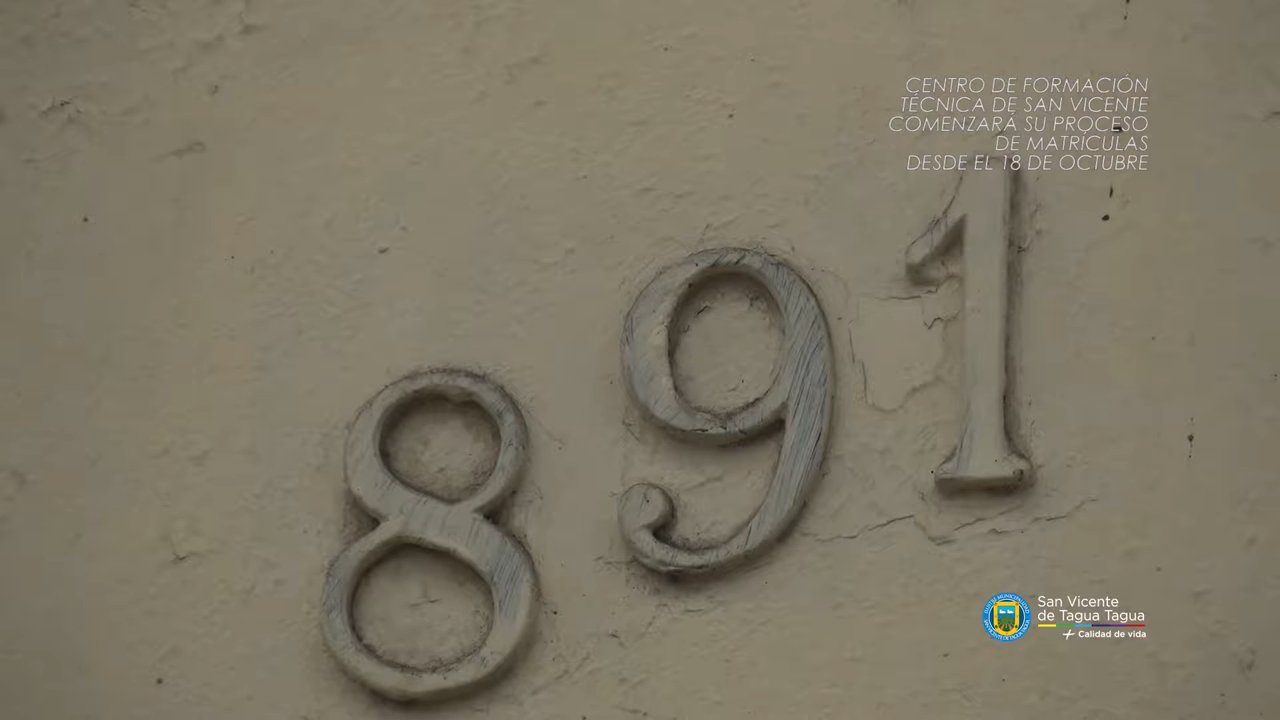 CENTRO DE FORMACIÓN
TÉCNICA DE SAN VICENTE
COMENZARÁ SU PROCESO
DE MATRÍCULAS
DESDE EL 18 DE OCTUBRE
891
San Vicente
de Tagua Tagua
Calidad de vida